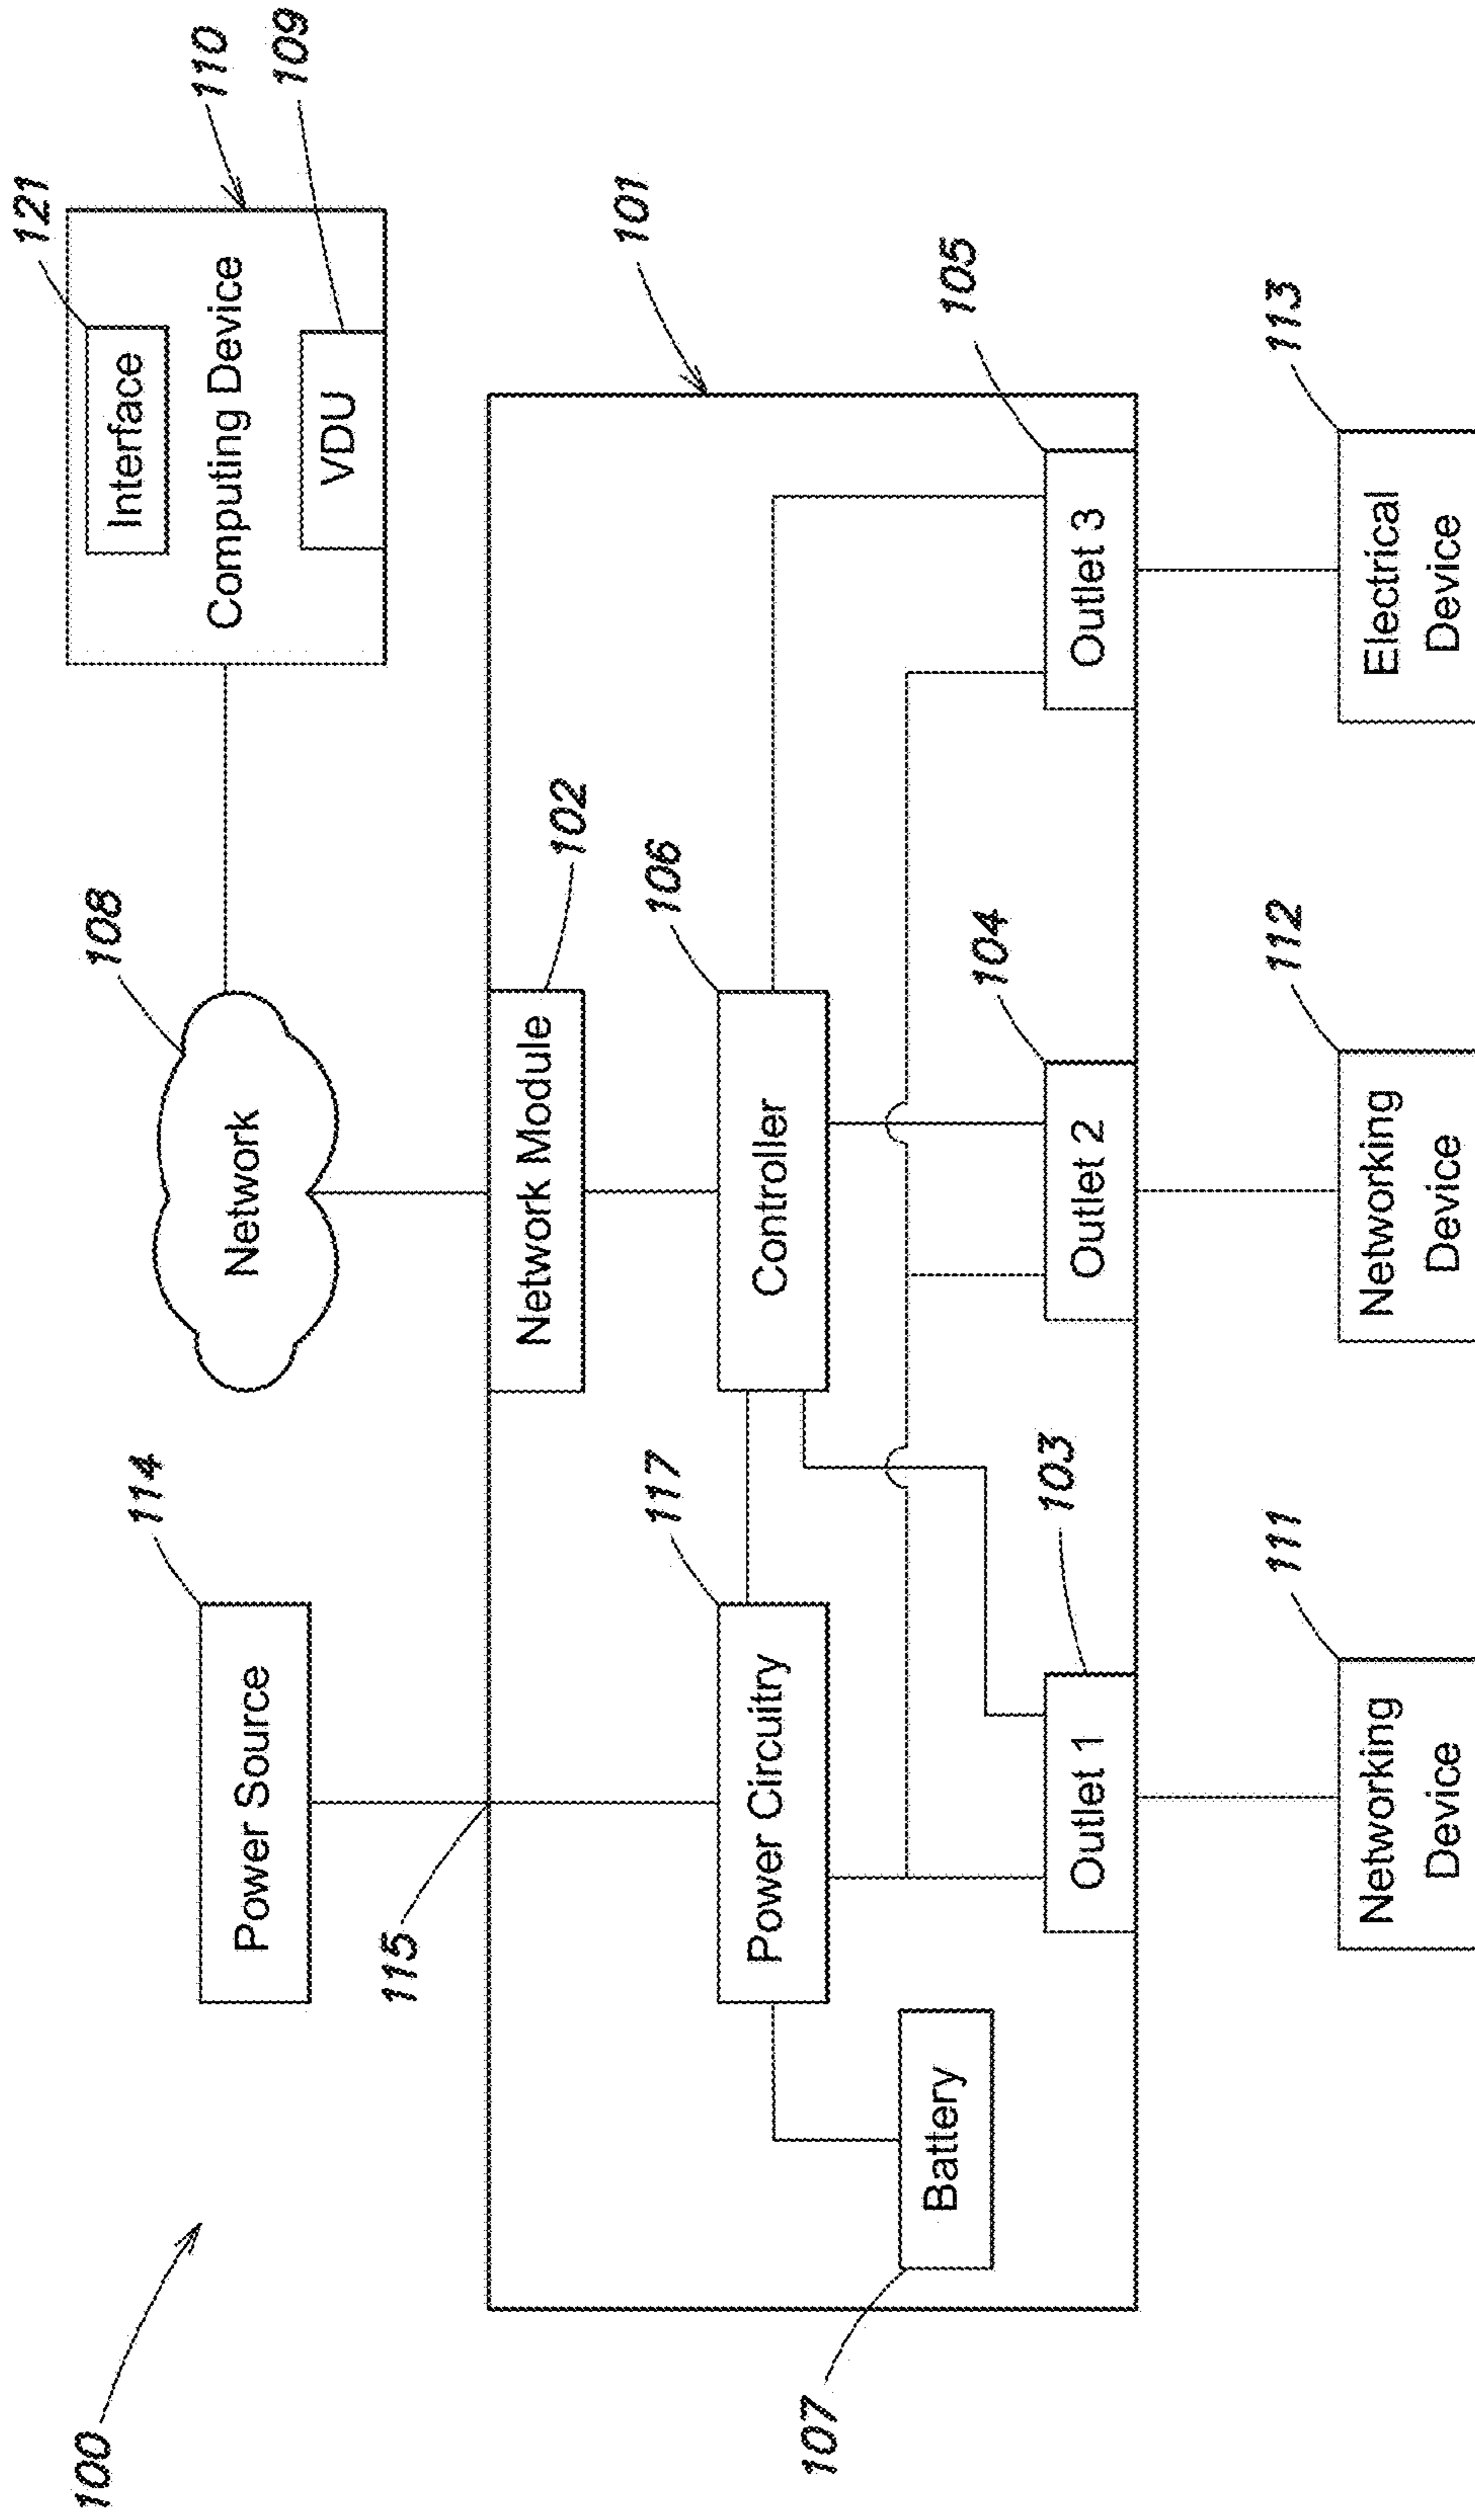 100
114
Power Source
108
Network
121
Interface
110
Computing Device
VDU
109
115
101
Network Module
102
117
Power Circuitry
106
Controller
107
Battery
103
Outlet 1
104
Outlet 2
105
Outlet 3
111
Networking
Device
112
Networking
Device
113
Electrical
Device